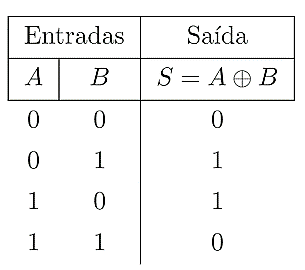 Entradas Saída
A B S = A ⊕ B
0 0 0
0 1 1
1 0 1
1 1 0